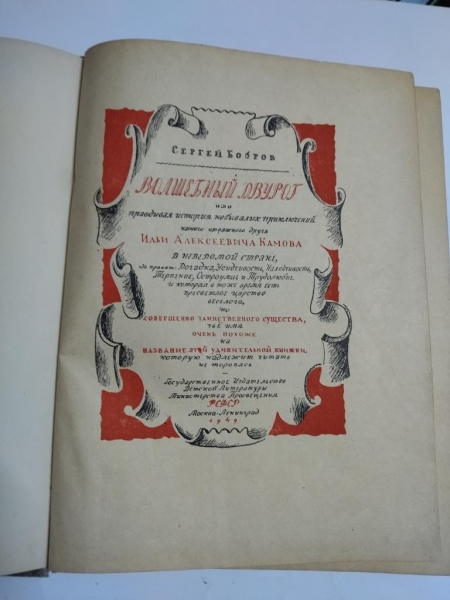 Сергей Бобров
Волшебный двурог
или
правдивая история небывалых приключений
нашего отважного друга
Ильи Алексеевича Камова
в неведомой стране,
где правят: Догадка, Усидчивость, Находчивость,
Терпение, Остроумие и Трудолюбие
и которая в то же время есть
пресветлое царство
веселого,
но
совершенно таинственного существа,
чье имя
очень похоже
на
название этой удивительной книжки,
которую надлежит читать
не торопясь
Государственное Издательство
Детской Литературы
Министерства Просвещения
РСФСР
Москва-Ленинград
1949